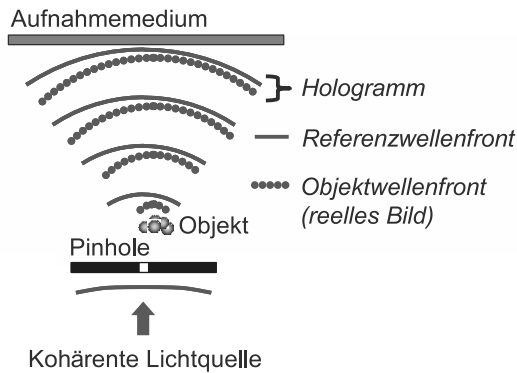 Aufnahmemedium
Hologramm
Referenzwellenfront
Objektwellenfront
(reelles Bild)
Objekt
Pinhole
Kohärente Lichtquelle